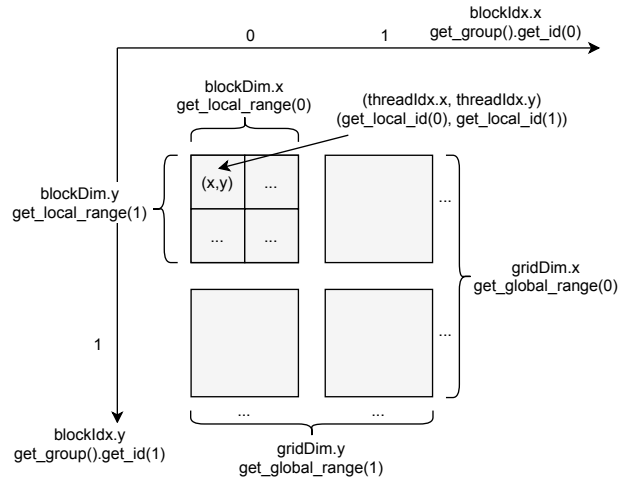 blockIdx.x
get_group().get_id(0)
0 1
blockDim.x
get_local_range(0)
(threadIdx.x, threadIdx.y)
(get_local_id(0), get_local_id(1))
(x,y) ... ...
blockDim.y
get_local_range(1)
... ...
gridDim.x
get_global_range(0)
1 ...
... ...
blockIdx.y
get_group().get_id(1)
gridDim.y
get_global_range(1)